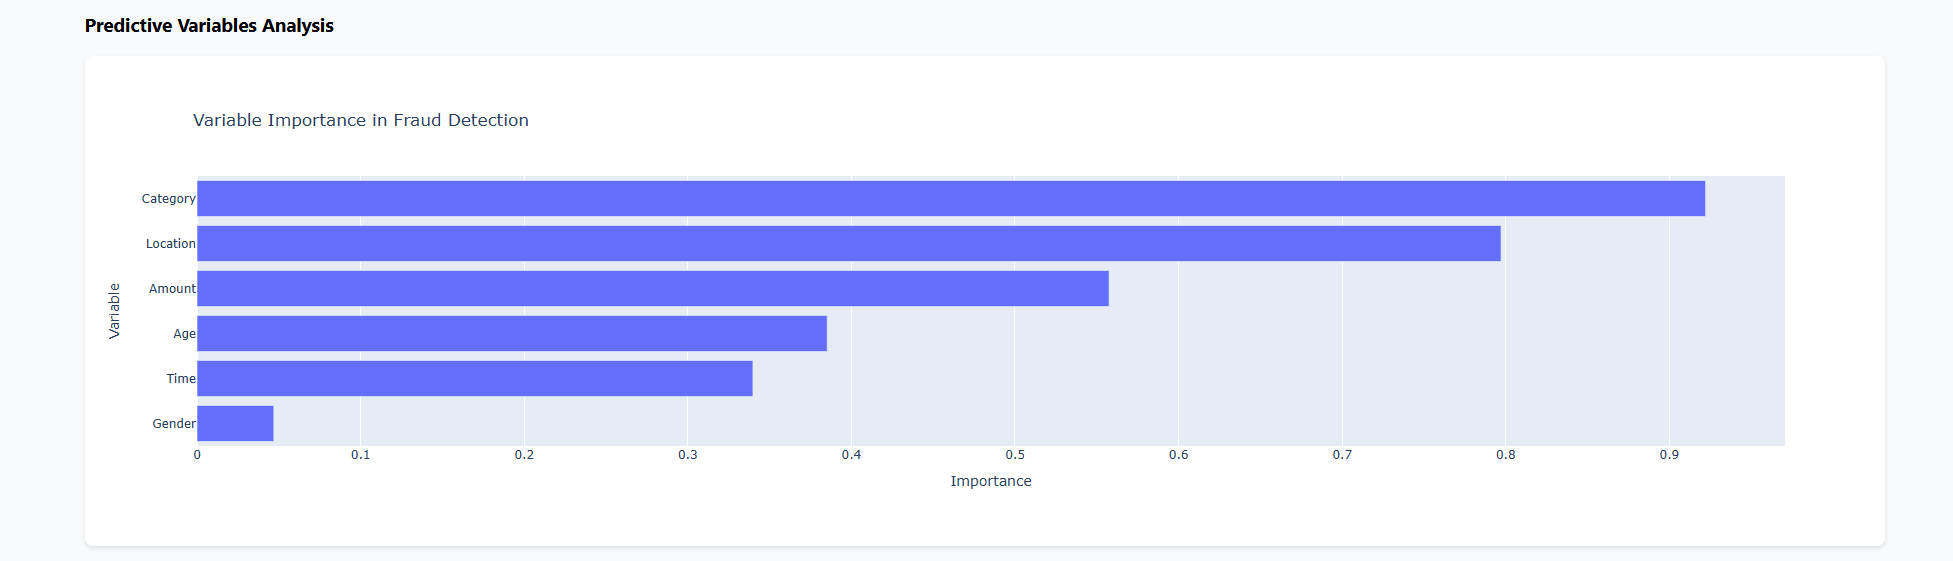 Predictive Variables Analysis
Variable Importance in Fraud Detection
Variable
Category
Location
Amount
Age
Time
Gender
0 0.1 0.2 0.3 0.4 0.5 0.6 0.7 0.8 0.9
Importance